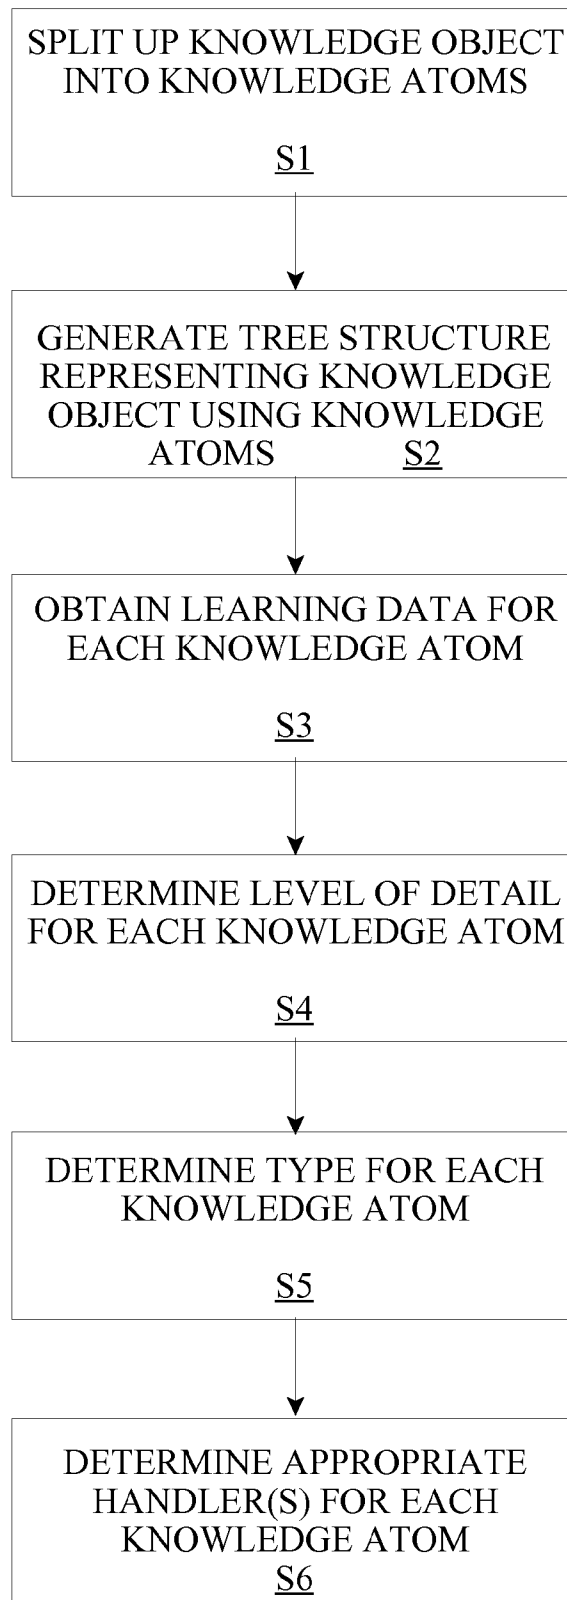 SPLIT UP KNOWLEDGE OBJECT
INTO KNOWLEDGE ATOMS
S1
GENERATE TREE STRUCTURE
REPRESENTING KNOWLEDGE
OBJECT USING KNOWLEDGE
ATOMS S2
OBTAIN LEARNING DATA FOR
EACH KNOWLEDGE ATOM
S3
DETERMINE LEVEL OF DETAIL
FOR EACH KNOWLEDGE ATOM
S4
DETERMINE TYPE FOR EACH
KNOWLEDGE ATOM
S5
DETERMINE APPROPRIATE
HANDLER(S) FOR EACH
KNOWLEDGE ATOM
S6